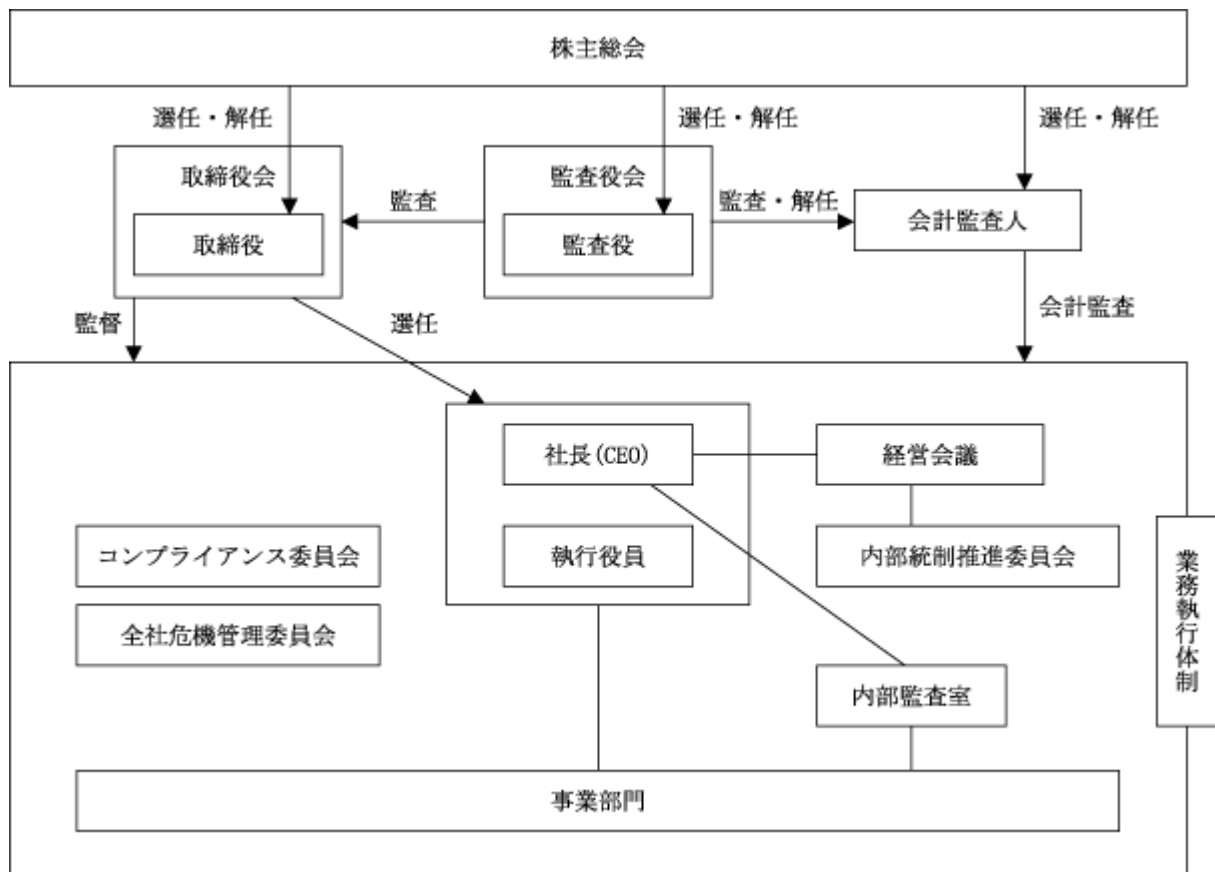 株主総会
選任・解任
選任・解任
選任・解任
取締役会
監査役会
監査
監査・解任
会計監査人
取締役
監査役
監督
選任
会計監査
社長(CEO)
経営会議
コンプライアンス委員会
執行役員
内部統制推進委員会
全社危機管理委員会
業務執行体制
内部監査室
事業部門